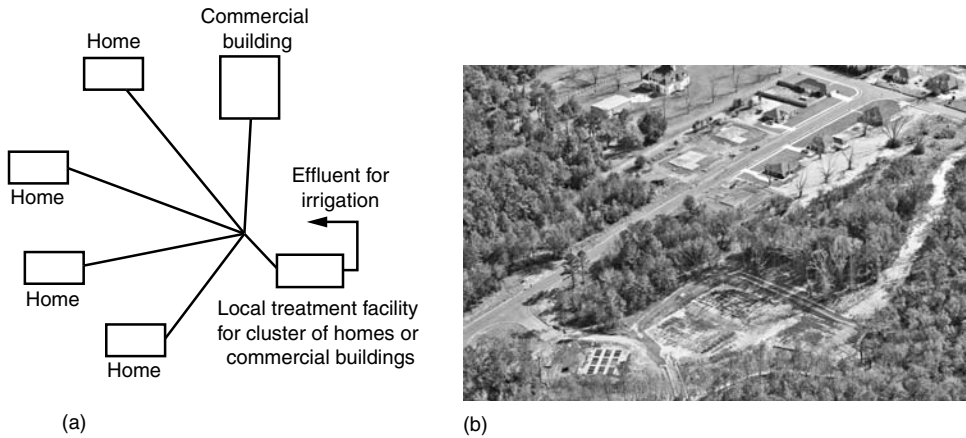 Commercial
building
Home
Home
Home
Home
Effluent for
irrigation
Local treatment facility
for cluster of homes or
commercial buildings
(a)
(b)